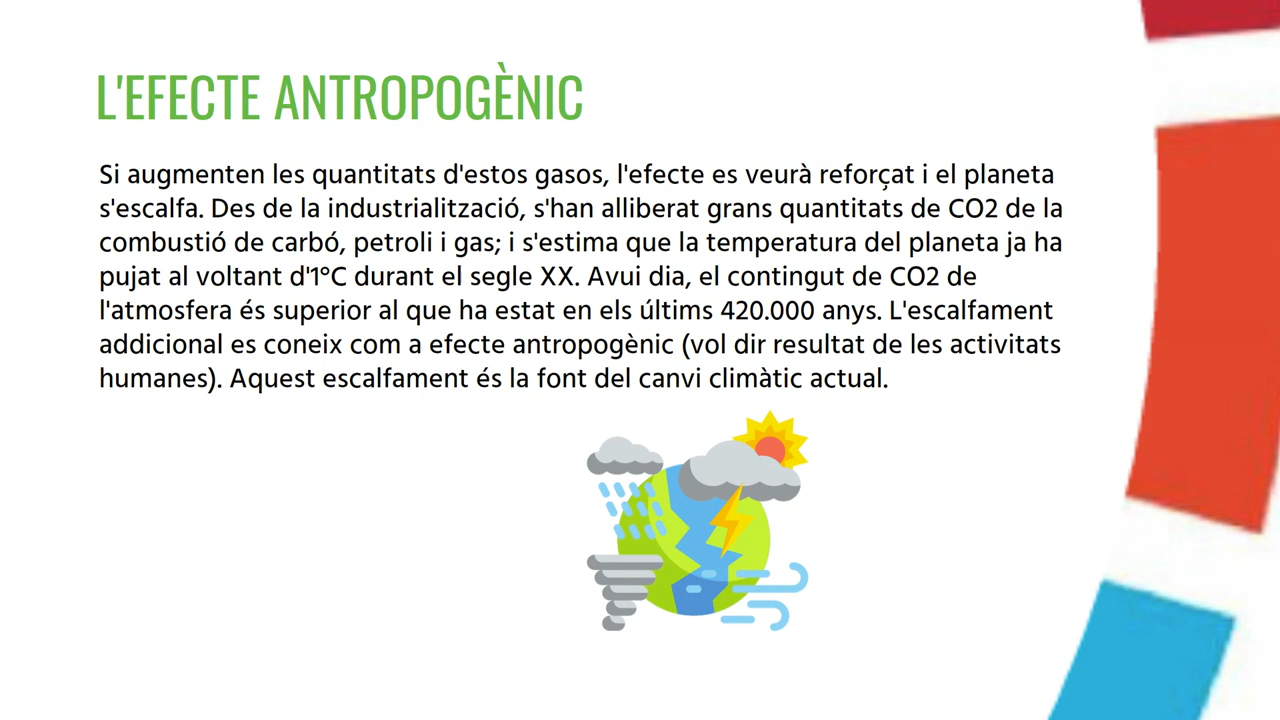 L'EFECTE ANTROPOGÈNIC
Si augmenten les quantitats d'estos gasos, l'efecte es veurà reforçat i el planeta
s'escalfa. Des de la industrialització, s'han alliberat grans quantitats de CO2 de la
combustió de carbó, petroli i gas; i s'estima que la temperatura del planeta ja ha
pujat al voltant d'1°C durant el segle XX. Avui dia, el contingut de CO2 de
l'atmosfera és superior al que ha estat en els últims 420.000 anys. L'escalfament
addicional es coneix com a efecte antropogènic (vol dir resultat de les activitats
humanes). Aquest escalfament és la font del canvi climàtic actual.